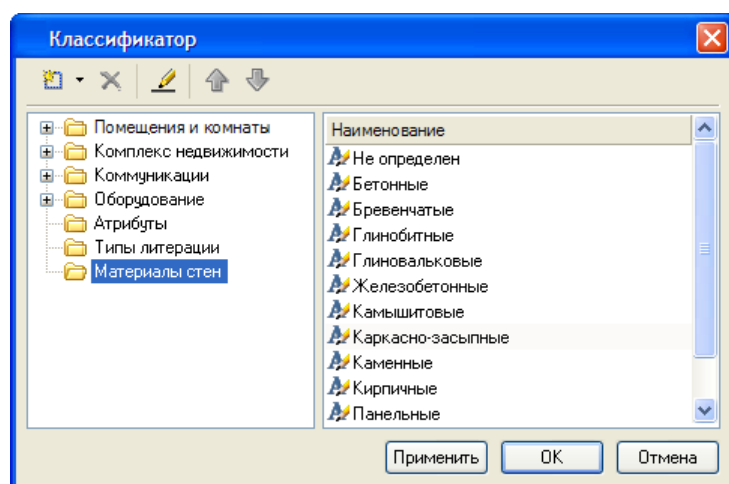 Классификатор
Помещения и комнаты
Комплекс недвижимости
Коммуникации
Оборудование
Атрибуты
Типы литерации
Материалы стен
Наименование
Не определен
Бетонные
Бревенчатые
Глинобитные
Глиновальковые
Железобетонные
Камышитовые
Каркасно-засыпные
Каменные
Кирпичные
Панельные
Применить
OK
Отмена